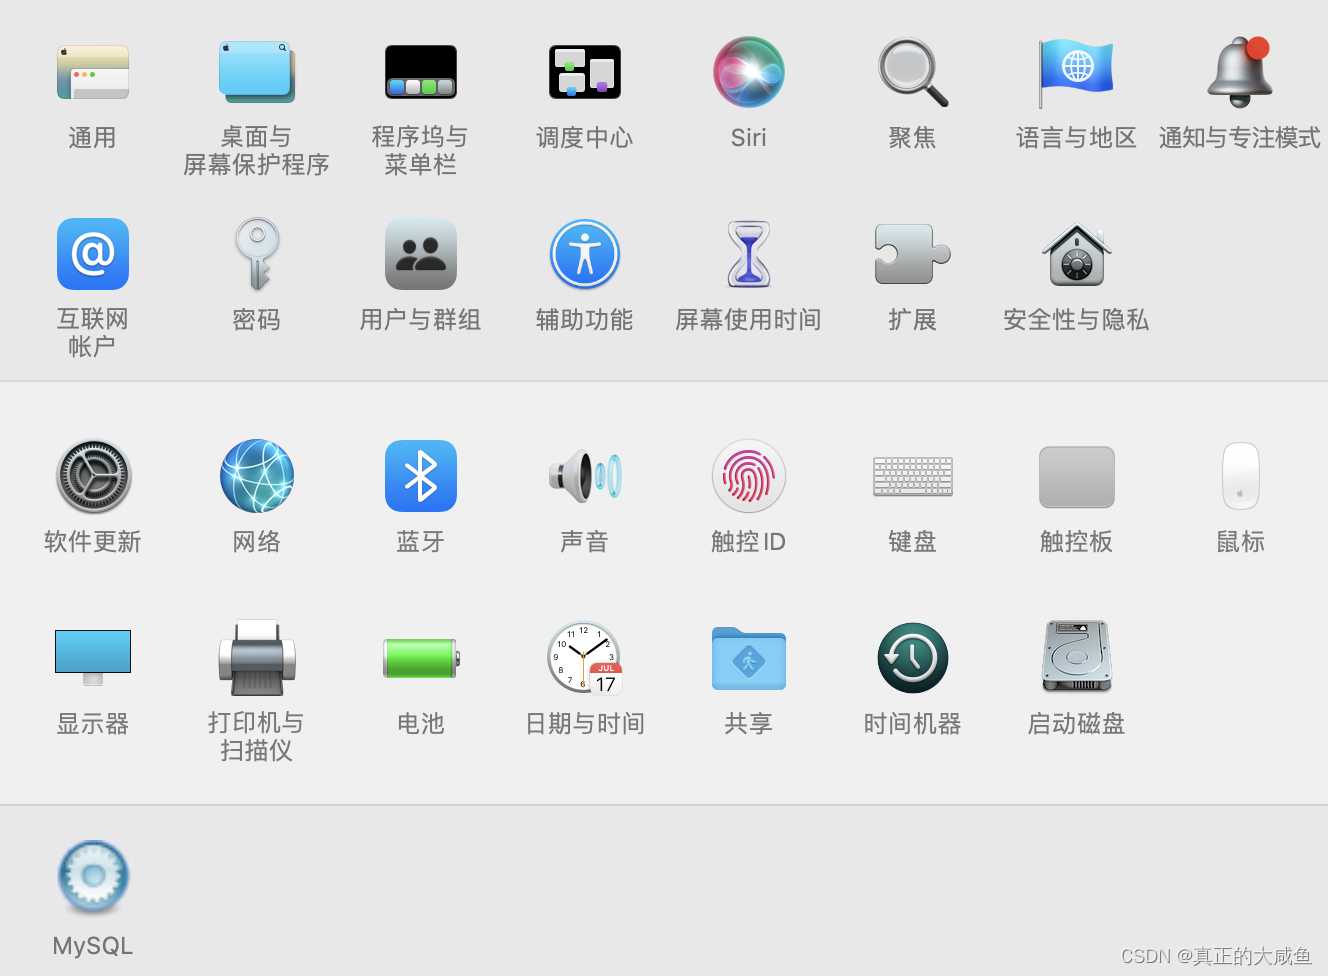 通用
桌面与
屏幕保护程序
程序坞与
菜单栏
调度中心
Siri
聚焦
语言与地区
通知与专注模式
@
互联网
帐户
密码
用户与群组
辅助功能
屏幕使用时间
扩展
安全性与隐私
软件更新
网络
蓝牙
声音
触控 ID
键盘
触控板
鼠标
显示器
打印机与
扫描仪
电池
JUL
17
日期与时间
共享
时间机器
启动磁盘
MySQL
CSDN @真正的大咸鱼